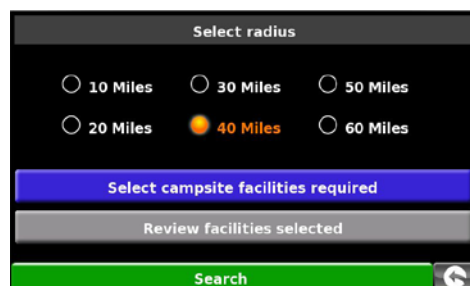 Select radius
10 Miles 30 Miles 50 Miles
20 Miles 40 Miles 60 Miles
Select campsite facilities required
Review facilities selected
Search